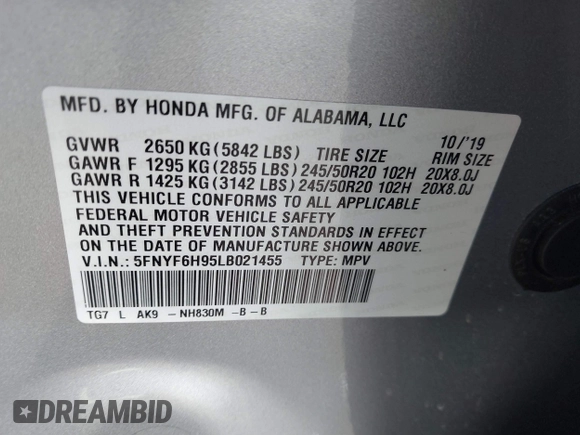 MFD. BY HONDA MFG. OF ALABAMA, LLC
10/'19
GVWR 2650 KG (5842 LBS) TIRE SIZE RIM SIZE
GAWR F 1295 KG (2855 LBS) 245/50R20 102H 20X8.0J
GAWR R 1425 KG (3142 LBS) 245/50R20 102H 20X8.0J
THIS VEHICLE CONFORMS TO ALL APPLICABLE
FEDERAL MOTOR VEHICLE SAFETY
AND THEFT PREVENTION STANDARDS IN EFFECT
ON THE DATE OF MANUFACTURE SHOWN ABOVE.
V.I.N.: 5FNYF6H95LB021455 TYPE: MPV
TG7 L AK9 -NH830M -B-B
DREAMBID